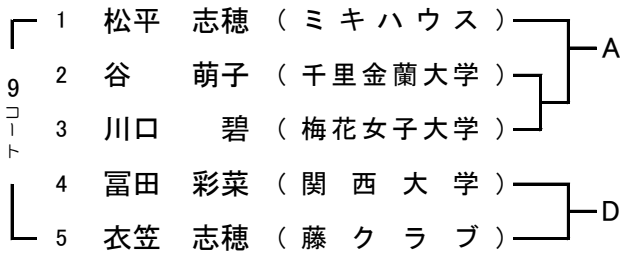 1 松平 志穂 (ミキハウス) A
2 谷 萌子 (千里金蘭大学)
9コート
3 川口 碧 (梅花女子大学)
4 冨田 彩菜 (関西大学) D
5 衣笠 志穂 (藤クラブ)